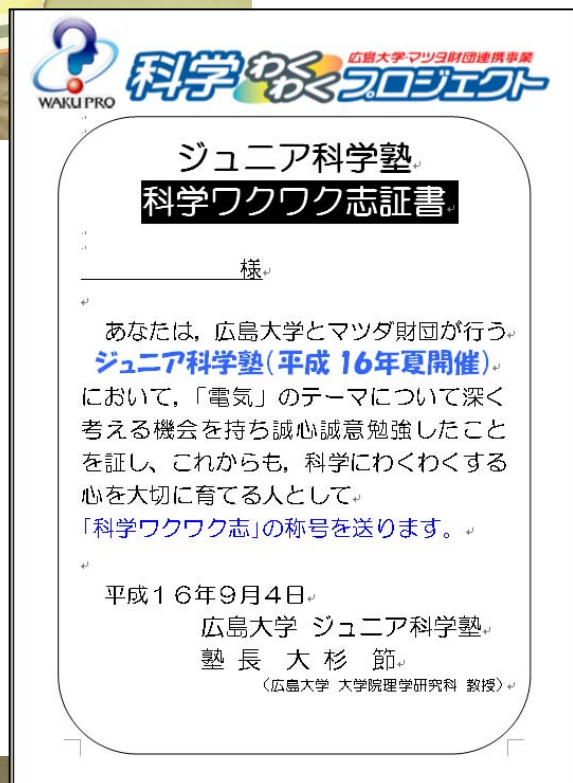 WAKU PRO
広島大学・マツダ財団連携事業
科学わくわくプロジェクト
ジュニア科学塾
科学ワクワク志証書
様
あなたは，広島大学とマツダ財団が行う
ジュニア科学塾(平成 16年夏開催)
において，「電気」のテーマについて深く
考える機会を持ち誠心誠意勉強したこと
を証し、これからも，科学にわくわくする
心を大切に育てる人として
「科学ワクワク志」の称号を送ります。
平成１６年９月４日
広島大学 ジュニア科学塾
塾 長 大 杉 節
（広島大学 大学院理学研究科 教授）